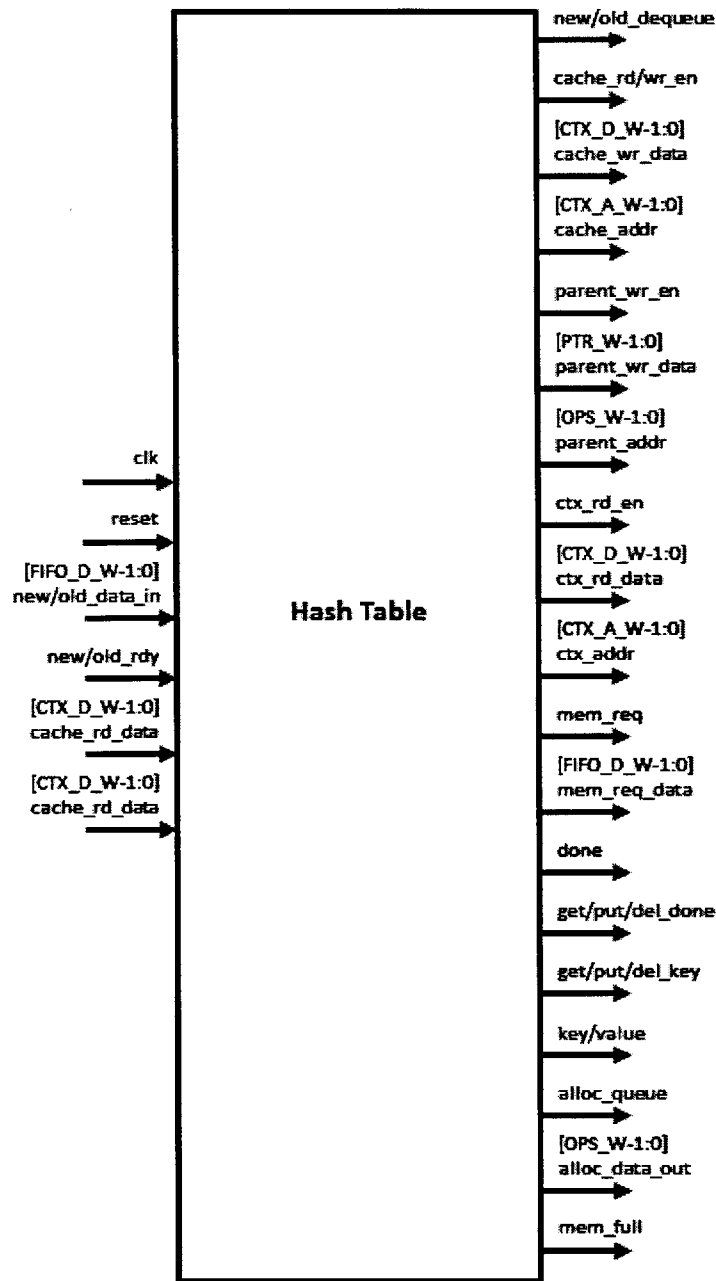 clk
reset
[FIFO_D_W-1:0]
new/old_data_in
new/old_rdy
[CTX_D_W-1:0]
cache_rd_data
[CTX_D_W-1:0]
cache_rd_data
Hash Table
new/old_dequeue
cache_rd/wr_en
[CTX_D_W-1:0]
cache_wr_data
[CTX_A_W-1:0]
cache_addr
parent_wr_en
[PTR_W-1:0]
parent_wr_data
[OPS_W-1:0]
parent_addr
ctx_rd_en
[CTX_D_W-1:0]
ctx_rd_data
[CTX_A_W-1:0]
ctx_addr
mem_req
[FIFO_D_W-1:0]
mem_req_data
done
get/put/del_done
get/put/del_key
key/value
alloc_queue
[OPS_W-1:0]
alloc_data_out
mem_full